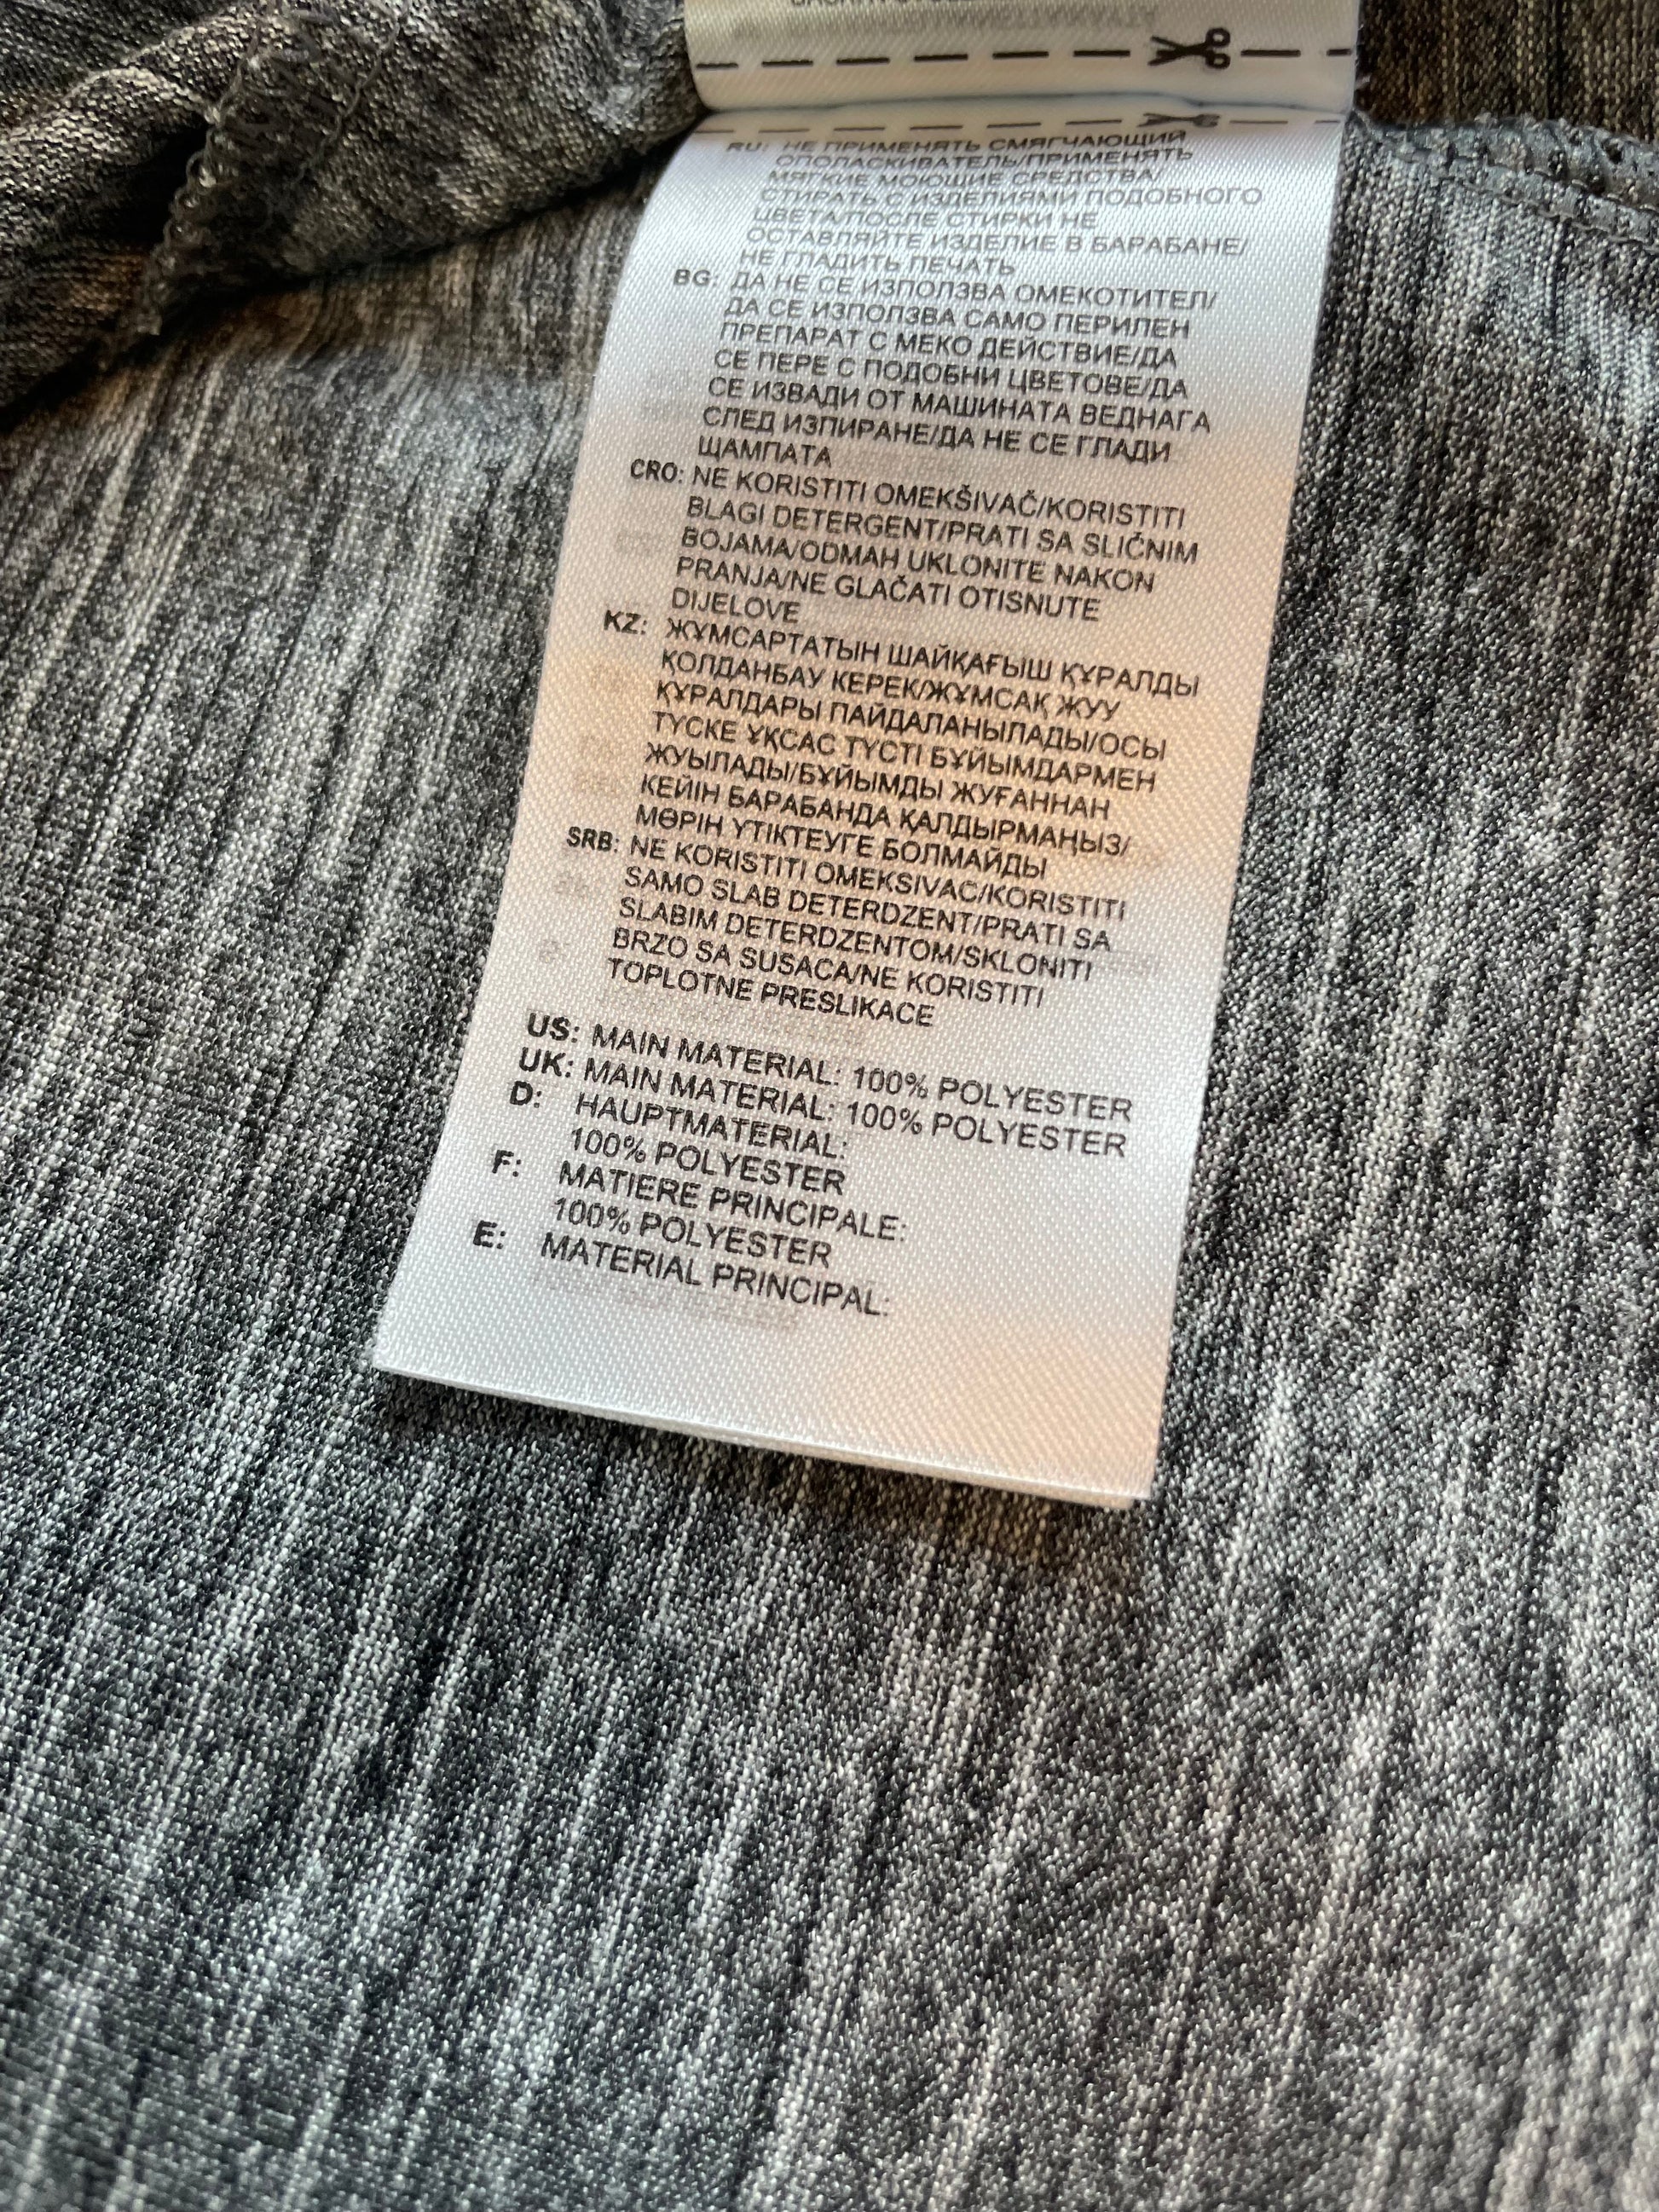 RU: НЕ ПРИМЕНЯТЬ СМЯГЧАЮЩИЙ
ОПОЛАСКИВАТЕЛЬ/ПРИМЕНЯТЬ
МЯГКИЕ МОЮЩИЕ СРЕДСТВА/
СТИРАТЬ С ИЗДЕЛИЯМИ ПОДОБНОГО
ЦВЕТА/ПОСЛЕ СТИРКИ НЕ
ОСТАВЛЯЙТЕ ИЗДЕЛИЕ В БАРАБАНЕ/
НЕ ГЛАДИТЬ ПЕЧАТЬ
BG: ДА НЕ СЕ ИЗПОЛЗВА ОМЕКОТИТЕЛ/
ДА СЕ ИЗПОЛЗВА САМО ПЕРИЛЕН
ПРЕПАРАТ С МЕКО ДЕЙСТВИЕ/ДА
СЕ ПЕРЕ С ПОДОБНИ ЦВЕТОВЕ/ДА
СЕ ИЗВАДИ ОТ МАШИНАТА ВЕДНАГА
СЛЕД ИЗПИРАНЕ/ДА НЕ СЕ ГЛАДИ
ЩАМПАТА
CRO: NE KORISTITI OMEKŠIVAČ/KORISTITI
BLAGI DETERGENT/PRATI SA SLIČNIM
BOJAMA/ODMAH UKLONITE NAKON
PRANJA/NE GLAČATI OTISNUTE
DIJELOVE
KZ: ЖҰМСАРТАТЫН ШАЙҚАҒЫШ ҚҰРАЛДЫ
ҚОЛДАНБАУ КЕРЕК/ЖҰМСАҚ ЖУУ
ҚҰРАЛДАРЫ ПАЙДАЛАНЫЛАДЫ/ОСЫ
ТҮСКЕ ҰҚСАС ТҮСТІ БҰЙЫМДАРМЕН
ЖУЫЛАДЫ/БҰЙЫМДЫ ЖУҒАННАН
КЕЙІН БАРАБАНДА ҚАЛДЫРМАҢЫЗ/
МӨРІН ҮТІКТЕУГЕ БОЛМАЙДЫ
SRB: NE KORISTITI OMEKSIVAC/KORISTITI
SAMO SLAB DETERDZENT/PRATI SA
SLABIM DETERDZENTOM/SKLONITI
BRZO SA SUSACA/NE KORISTITI
TOPLOTNE PRESLIKACE
US: MAIN MATERIAL: 100% POLYESTER
UK: MAIN MATERIAL: 100% POLYESTER
D: HAUPTMATERIAL:
100% POLYESTER
F: MATIERE PRINCIPALE:
100% POLYESTER
E: MATERIAL PRINCIPAL: